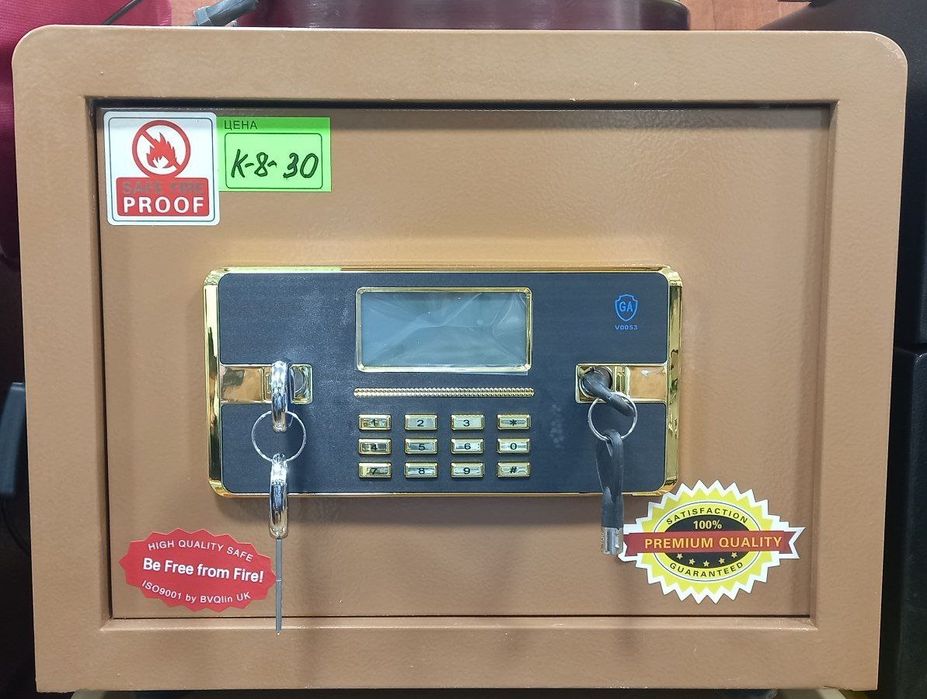 ЦЕНА
K-8-30
SAFE FIRE
PROOF
GA
V0053
1 2 3 *
4 5 6 0
7 8 9 #
SATISFACTION
100%
PREMIUM QUALITY
GUARANTEED
HIGH QUALITY SAFE
Be Free from Fire!
ISO9001 by BVQlin UK